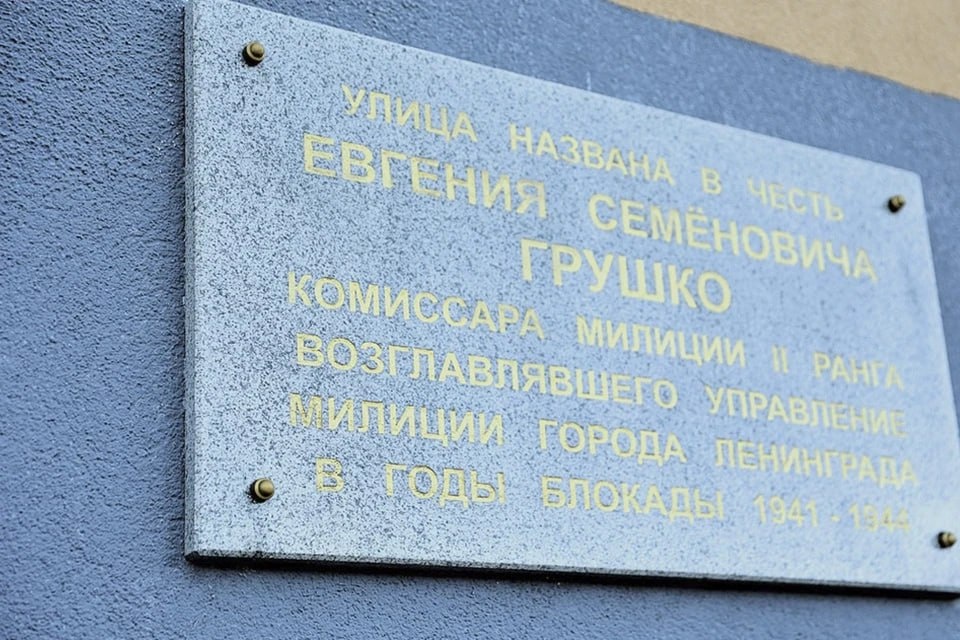 УЛИЦА НАЗВАНА В ЧЕСТЬ
ЕВГЕНИЯ СЕМЁНОВИЧА
ГРУШКО
КОМИССАРА МИЛИЦИИ II РАНГА
ВОЗГЛАВЛЯВШЕГО УПРАВЛЕНИЕ
МИЛИЦИИ ГОРОДА ЛЕНИНГРАДА
В ГОДЫ БЛОКАДЫ 1941 - 1944